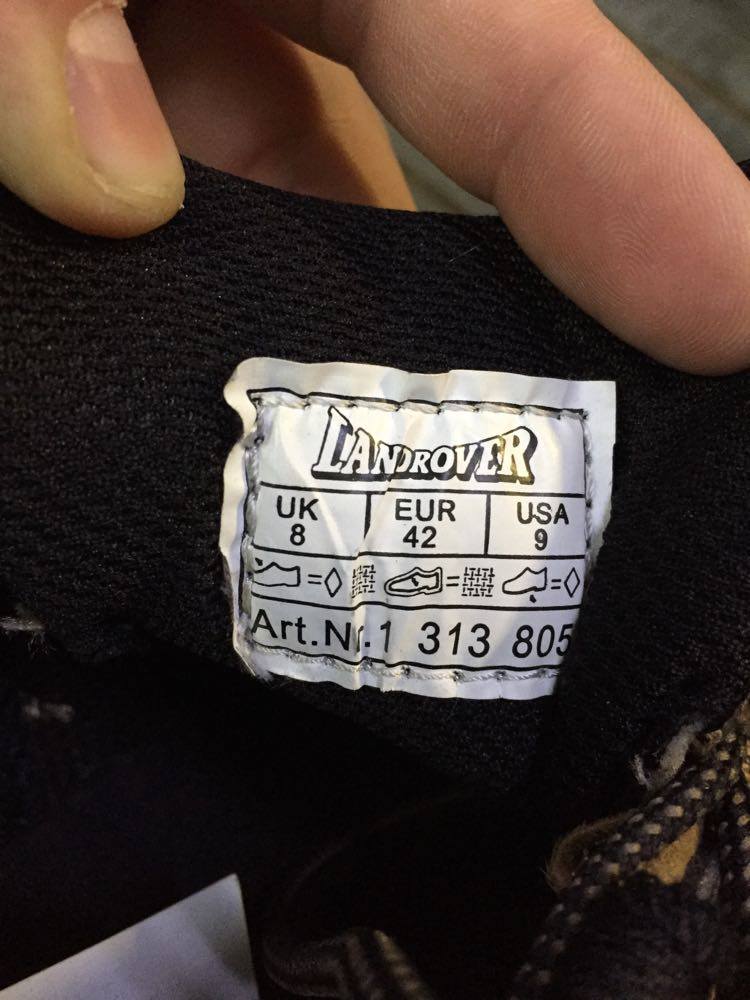 LANDROVER
UK EUR USA
8 42 9
Art.Nr.1 313 805